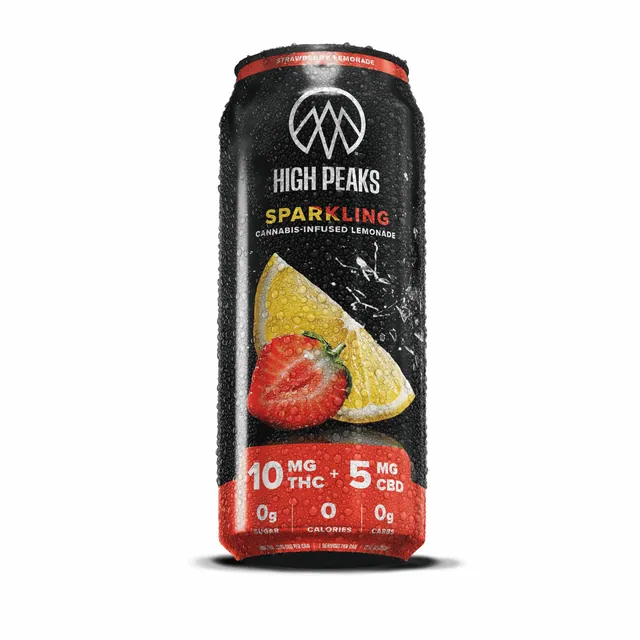 STRAWBERRY LEMONADE
HIGH PEAKS
SPARKLING
CANNABIS-INFUSED LEMONADE
10 MG THC + 5 MG CBD
0g 0 0g
SUGAR CALORIES CARBS